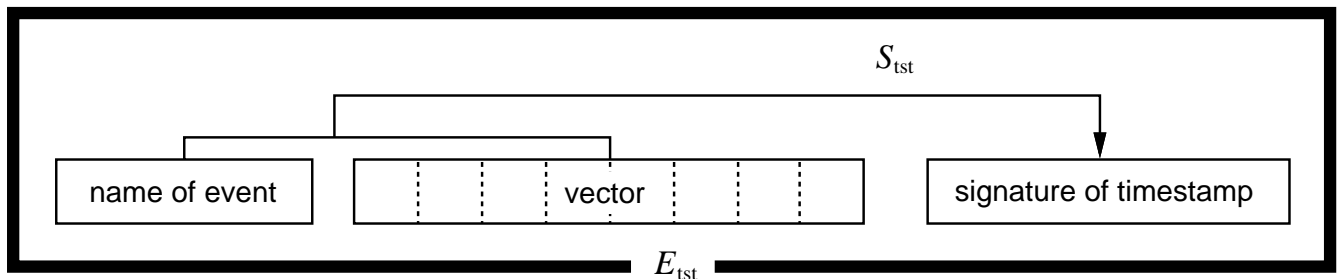 S_tst
name of event
vector
signature of timestamp
E_tst